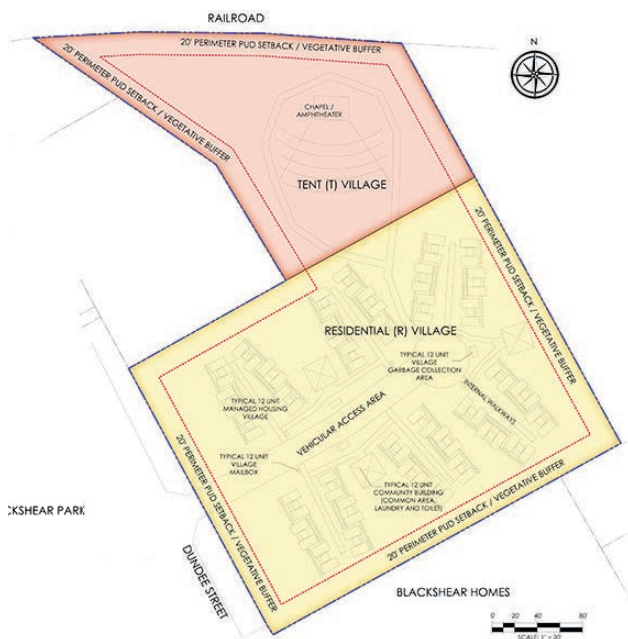 RAILROAD
20' PERIMETER PUD SETBACK / VEGETATIVE BUFFER
N
20' PERIMETER PUD SETBACK / VEGETATIVE BUFFER
CHAPEL /
AMPHITHEATER
TENT (T) VILLAGE
20' PERIMETER PUD SETBACK / VEGETATIVE BUFFER
RESIDENTIAL (R) VILLAGE
TYPICAL 12 UNIT
VILLAGE
GARBAGE COLLECTION
AREA
INTERNAL WALKWAYS
TYPICAL 12 UNIT
MANAGED HOUSING
VILLAGE
VEHICULAR ACCESS AREA
TYPICAL 12 UNIT
VILLAGE
MAILBOX
TYPICAL 12 UNIT
COMMUNITY BUILDING
(COMMON AREA,
LAUNDRY AND TOILET)
20' PERIMETER PUD SETBACK / VEGETATIVE BUFFER
20' PERIMETER PUD SETBACK / VEGETATIVE BUFFER
CKSHEAR PARK
DUNDEE STREET
BLACKSHEAR HOMES
0 20 40 60 80
SCALE: 1" = 20